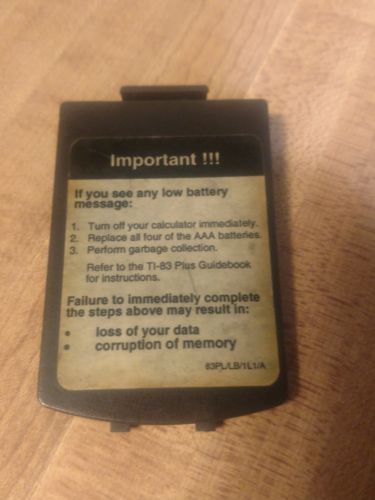 Important !!!
If you see any low battery
message:
1. Turn off your calculator immediately.
2. Replace all four of the AAA batteries.
3. Perform garbage collection.
Refer to the TI-83 Plus Guidebook
for instructions.
Failure to immediately complete
the steps above may result in:
• loss of your data
• corruption of memory
83PL/LB/1L1/A